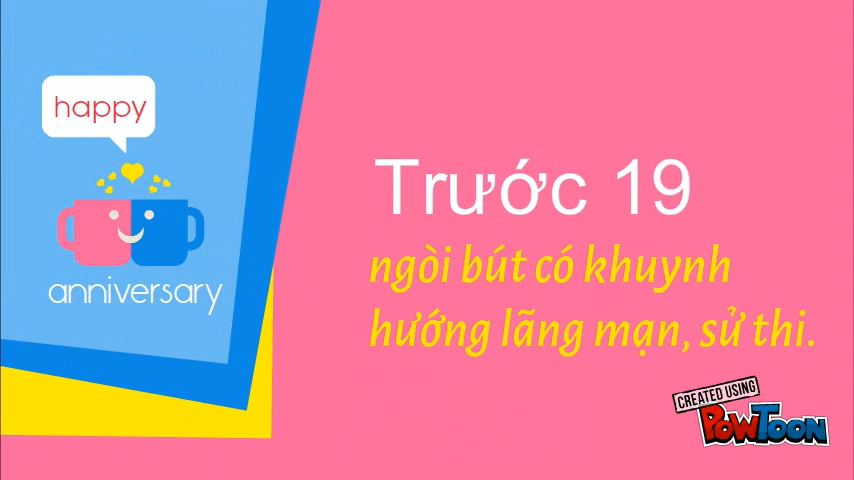 happy
anniversary
Trước 19
ngòi bút có khuynh
hướng lãng mạn, sử thi.
CREATED USING
POWTOON